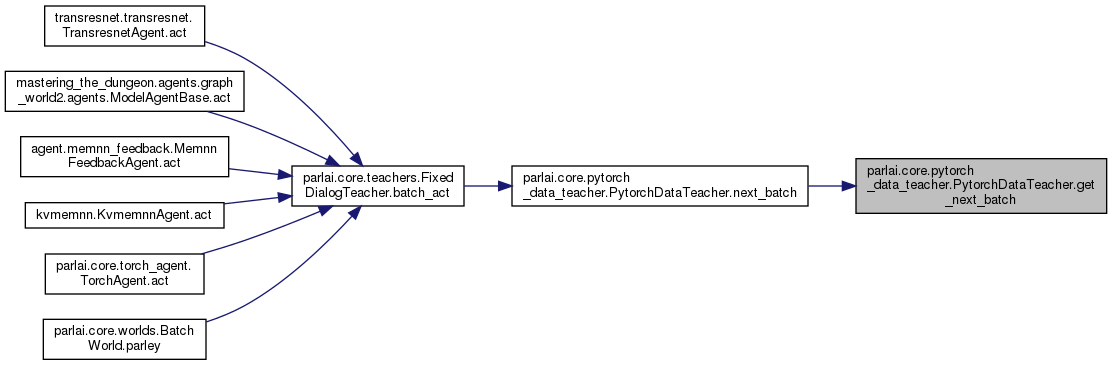 transresnet.transresnet.
TransresnetAgent.act
mastering_the_dungeon.agents.graph
_world2.agents.ModelAgentBase.act
agent.memnn_feedback.Memnn
FeedbackAgent.act
kvmemnn.KvmemnnAgent.act
parlai.core.torch_agent.
TorchAgent.act
parlai.core.worlds.Batch
World.parley
parlai.core.teachers.Fixed
DialogTeacher.batch_act
parlai.core.pytorch
_data_teacher.PytorchDataTeacher.next_batch
parlai.core.pytorch
_data_teacher.PytorchDataTeacher.get
_next_batch